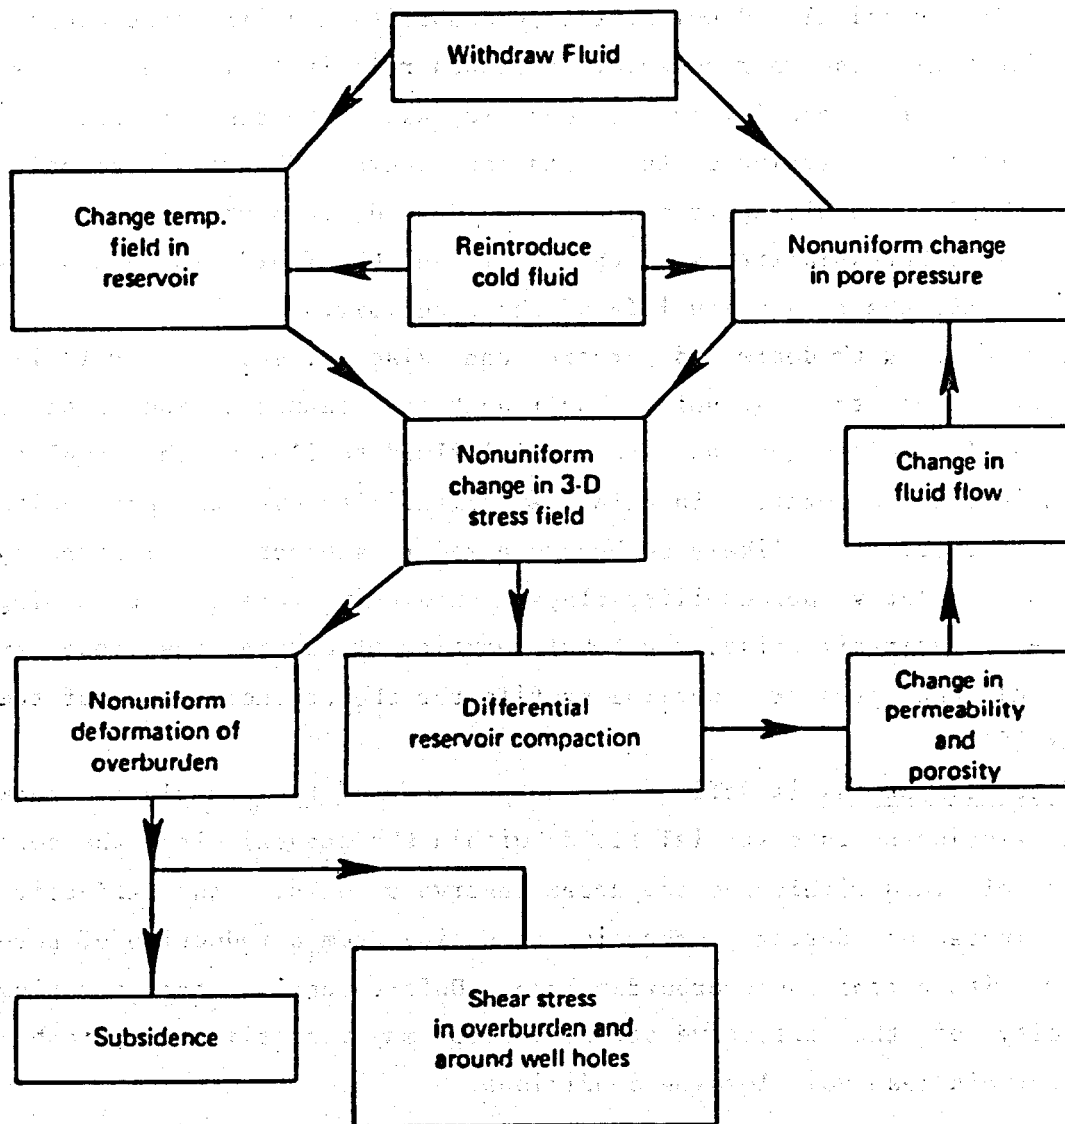 Withdraw Fluid
Change temp.
field in
reservoir
Reintroduce
cold fluid
Nonuniform change
in pore pressure
Nonuniform
change in 3-D
stress field
Change in
fluid flow
Nonuniform
deformation of
overburden
Differential
reservoir compaction
Change in
permeability
and
porosity
Subsidence
Shear stress
in overburden and
around well holes